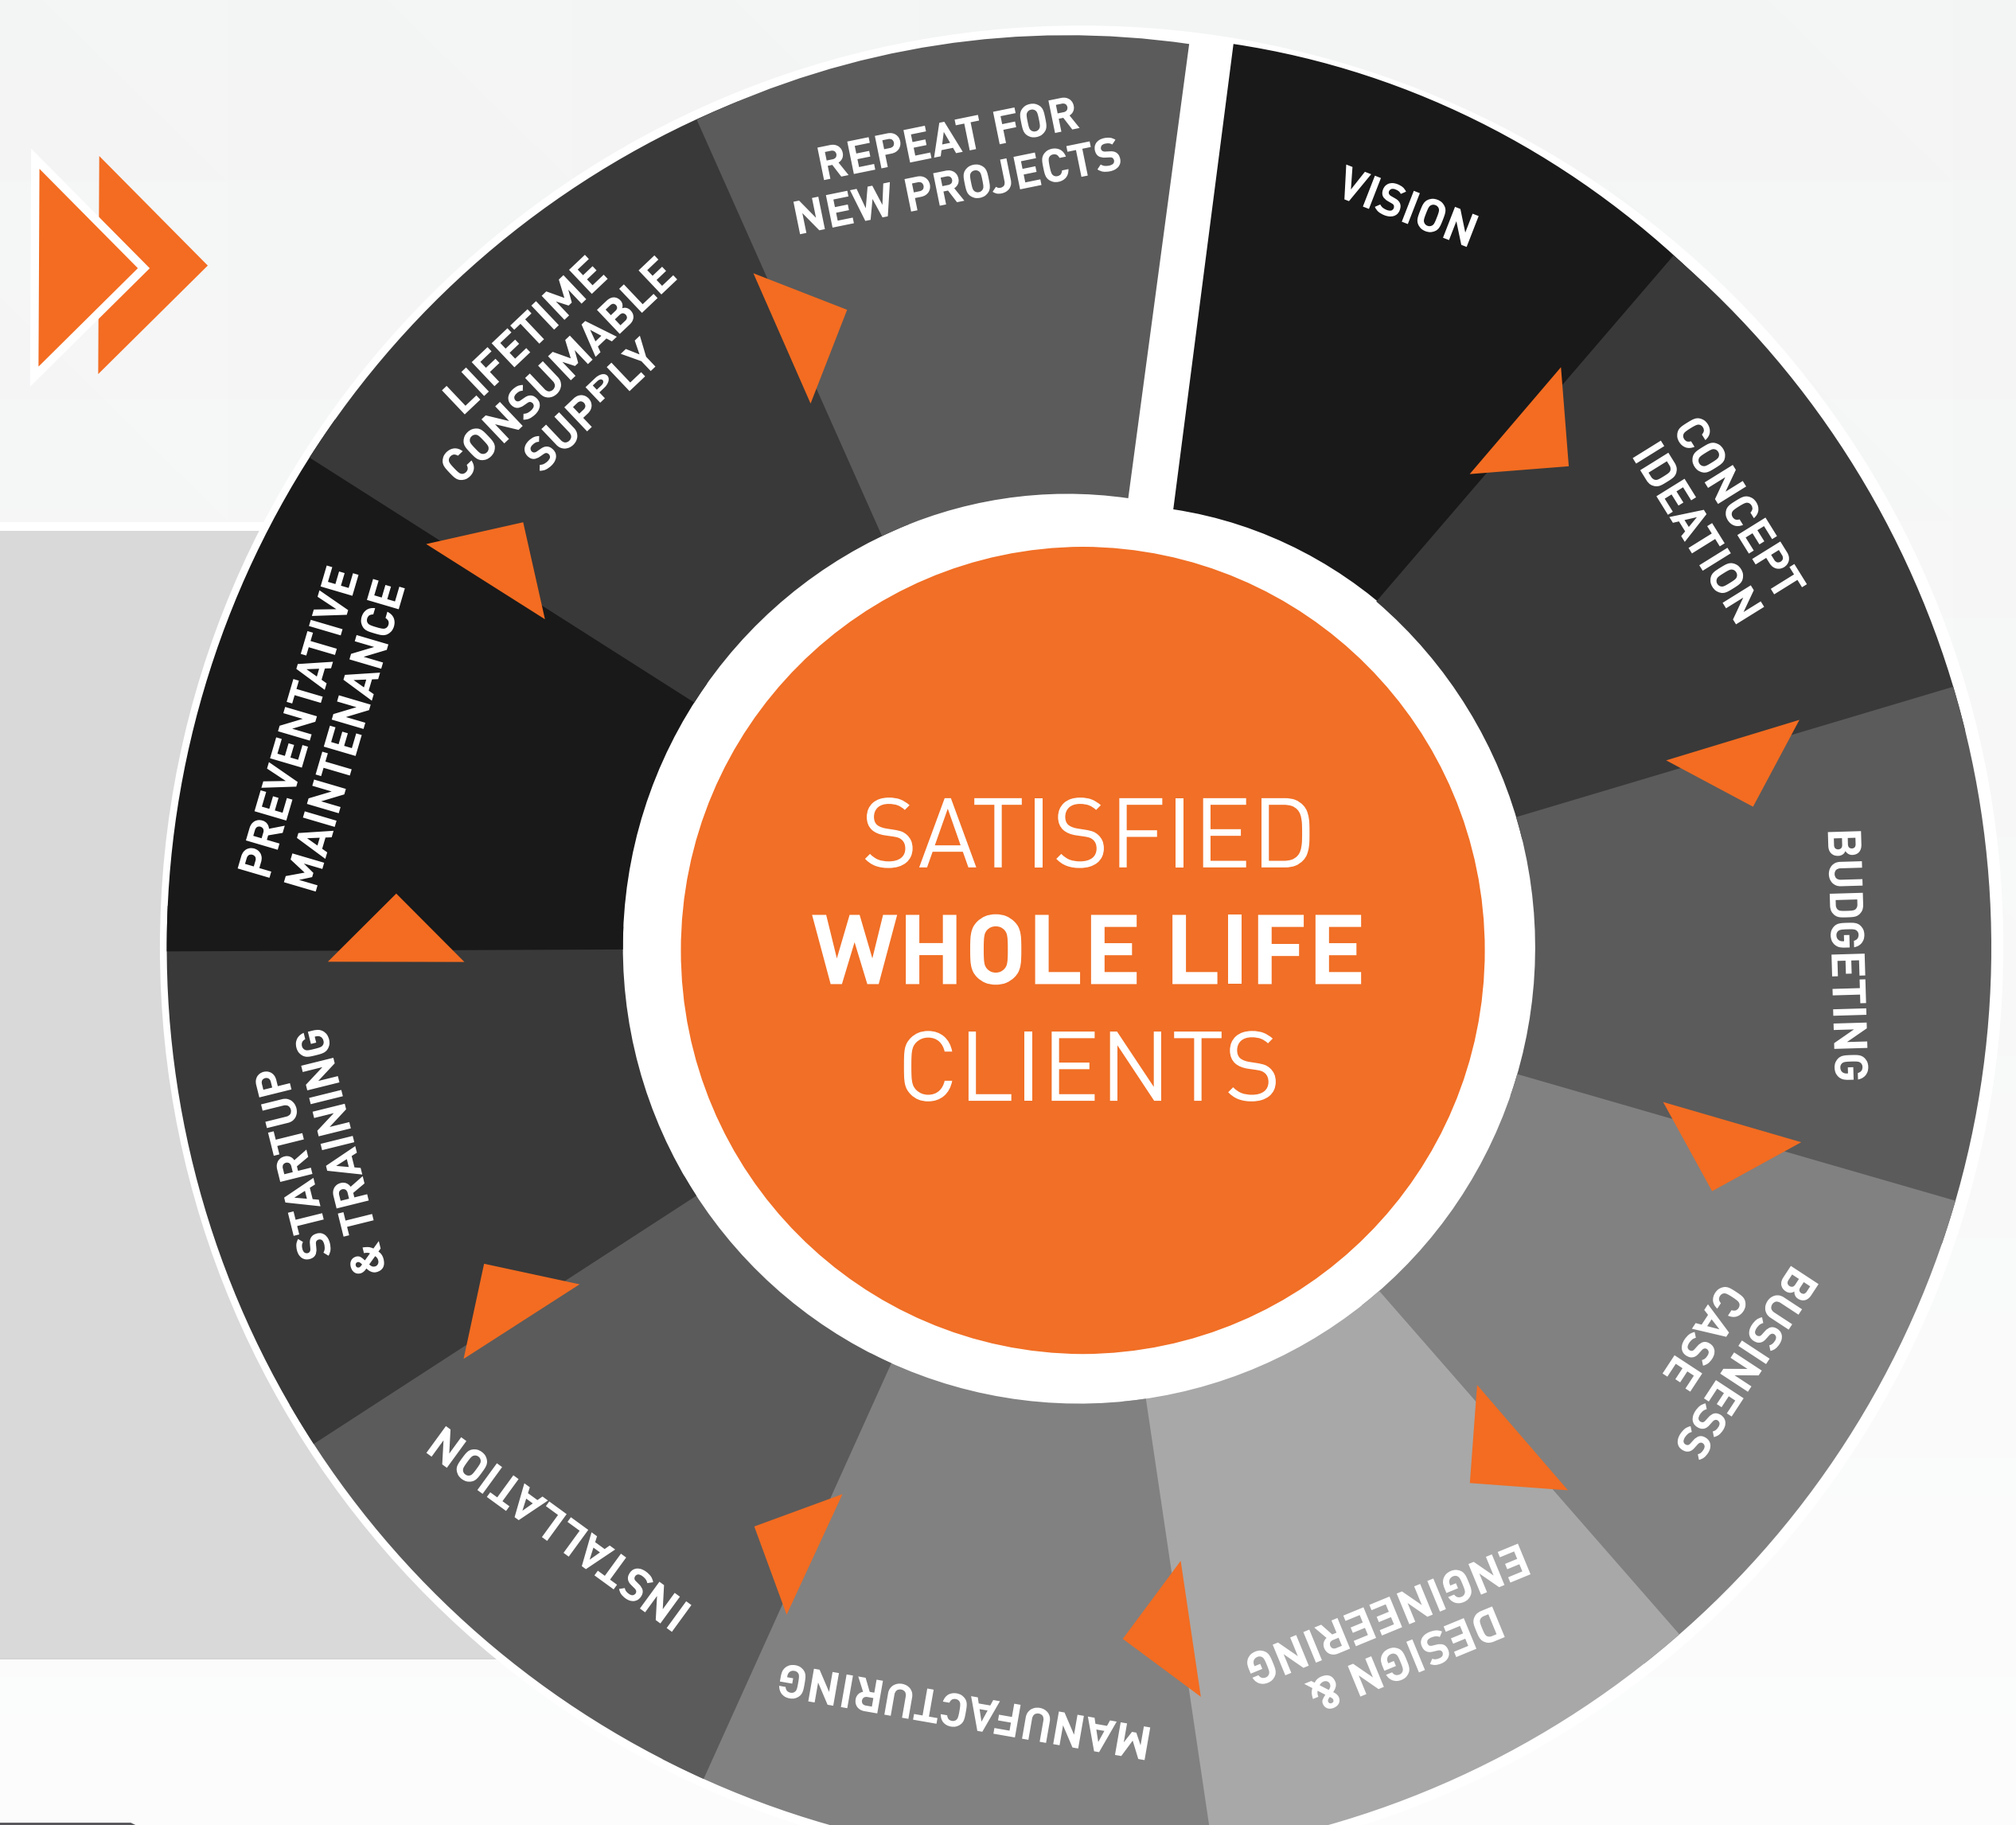 REPEAT FOR
NEW PROJECTS
VISION
CONCEPT
IDEATION
BUDGETING
BUSINESS
CASE
DESIGN &
ENGINEERING
MANUFACTURING
INSTALLATION
STARTUP
& TRAINING
PREVENTATIVE
MAINTENANCE
LIFETIME
CONSUMABLE
SUPPLY
SATISFIED
WHOLE LIFE
CLIENTS